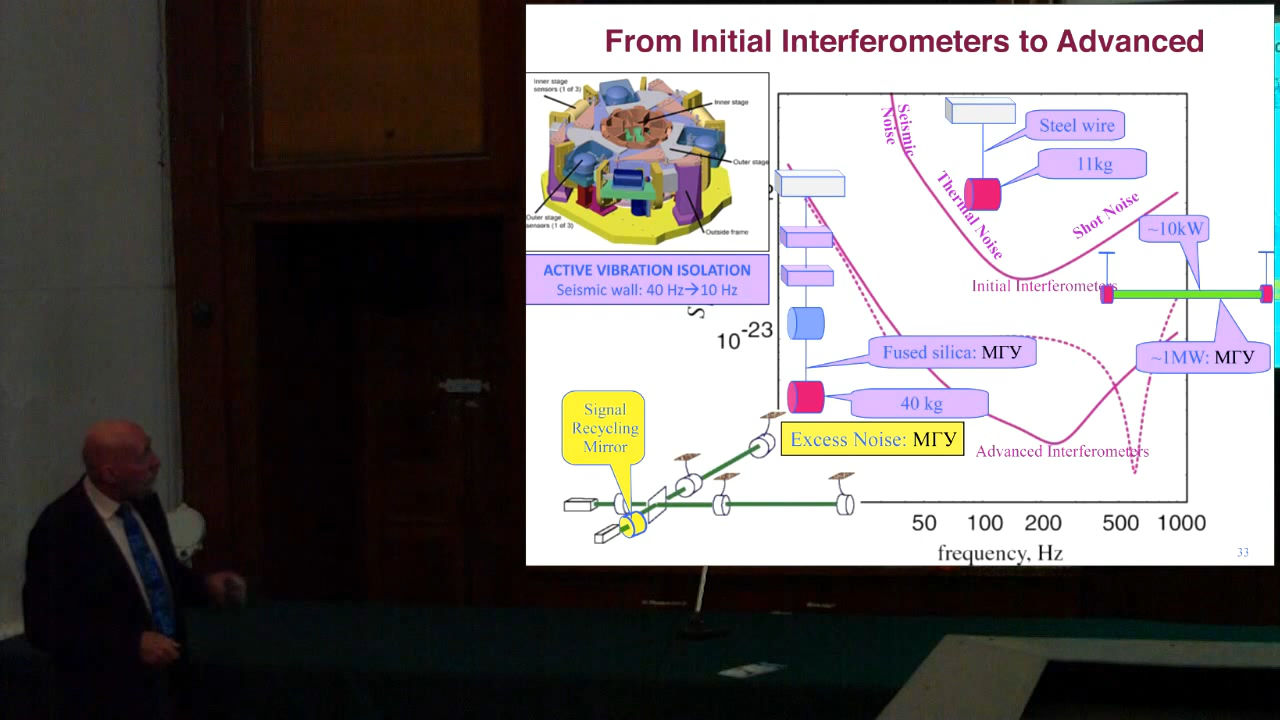 From Initial Interferometers to Advanced
Inner stage
sensors (1 of 3)
Inner stage
Outer stage
Outer stage
sensors (1 of 3)
Outside frame
ACTIVE VIBRATION ISOLATION
Seismic wall: 40 Hz→10 Hz
Seismic
Noise
Thermal Noise
Shot Noise
Steel wire
11kg
~10kW
Initial Interferometers
10-23
Fused silica: МГУ
~1MW: МГУ
40 kg
Signal
Recycling
Mirror
Excess Noise: МГУ
Advanced Interferometers
50 100 200 500 1000
frequency, Hz
33